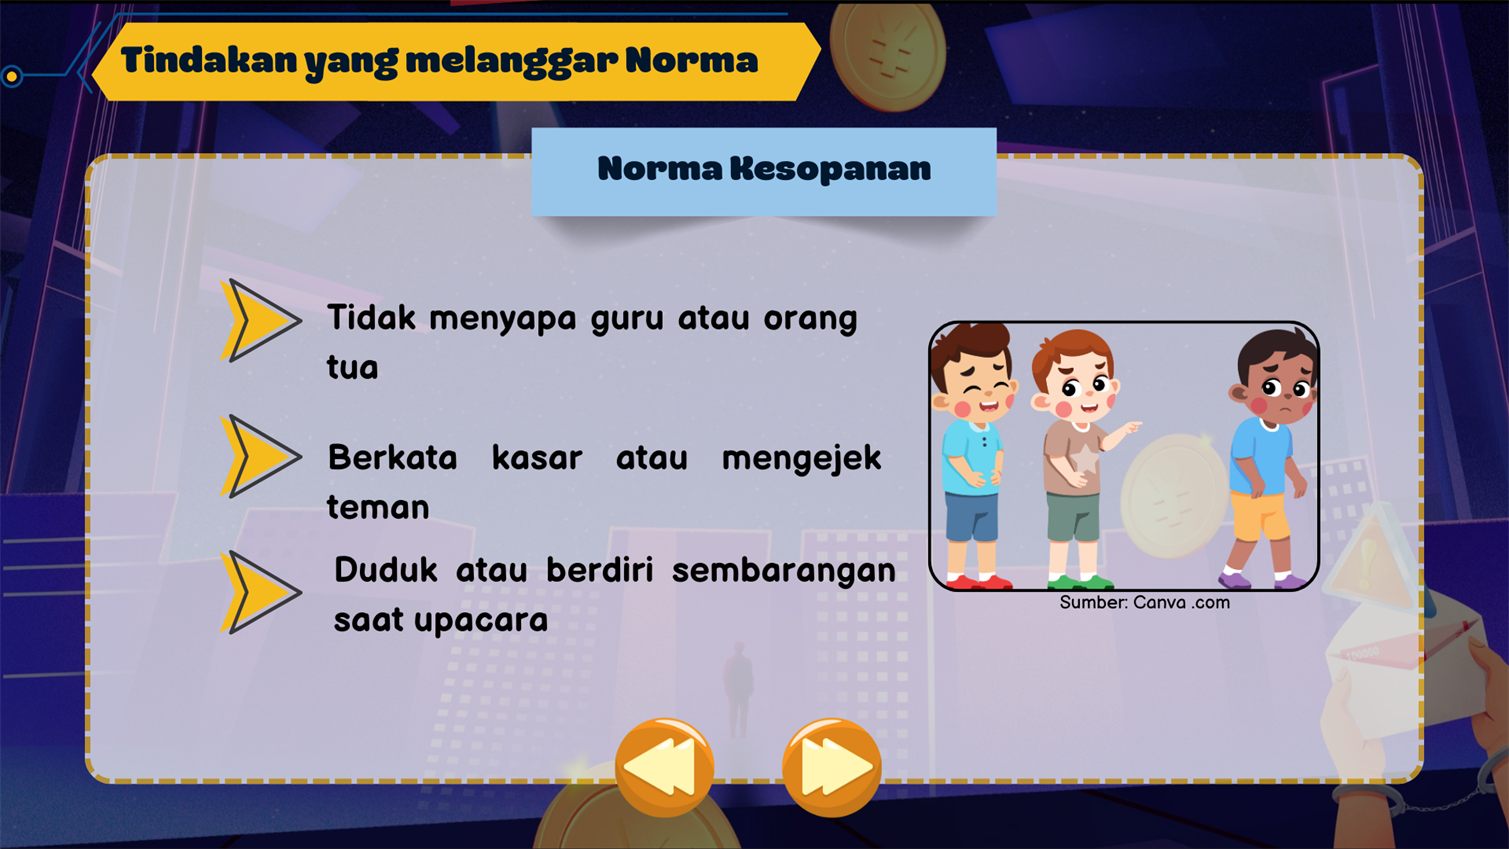 Tindakan yang melanggar Norma
Norma Kesopanan
Tidak menyapa guru atau orang
tua
Berkata kasar atau mengejek
teman
Duduk atau berdiri sembarangan
saat upacara
Sumber: Canva .com
100000